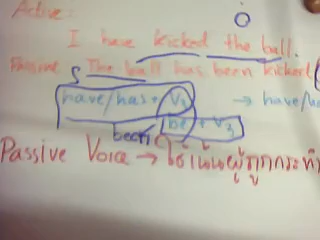 Active:
O
I have kicked the ball.
Passive S The ball has been kicked
have/has + V3 → have/
been be + V3
Passive Voice → ใช้เน้นผู้ถูกกระทำ